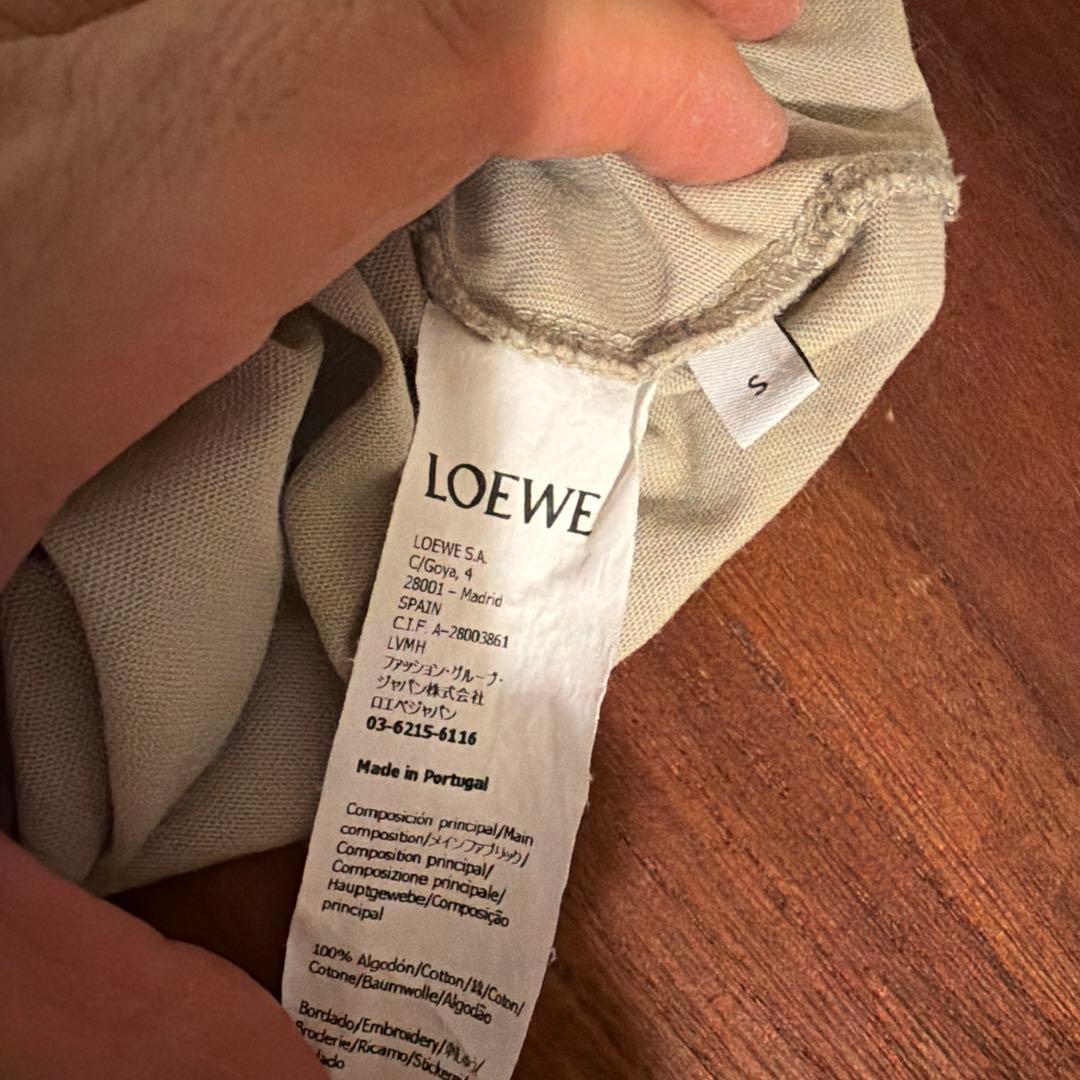 S
LOEWE
LOEWE S.A.
C/Goya, 4
28001 - Madrid
SPAIN
C.I.F. A-28003861
LVMH
ファッション・グループ・
ジャパン株式会社
ロエベジャパン
03-6215-6116
Made in Portugal
Composición principal/Main
composition/メインファブリック/
Composition principal/
Composizione principale/
Hauptgewebe/Composição
principal
100% Algodón/Cotton/綿/Coton/
Cotone/Baumwolle/Algodão
Bordado/Embroidery/
Broderie/Ricamo/